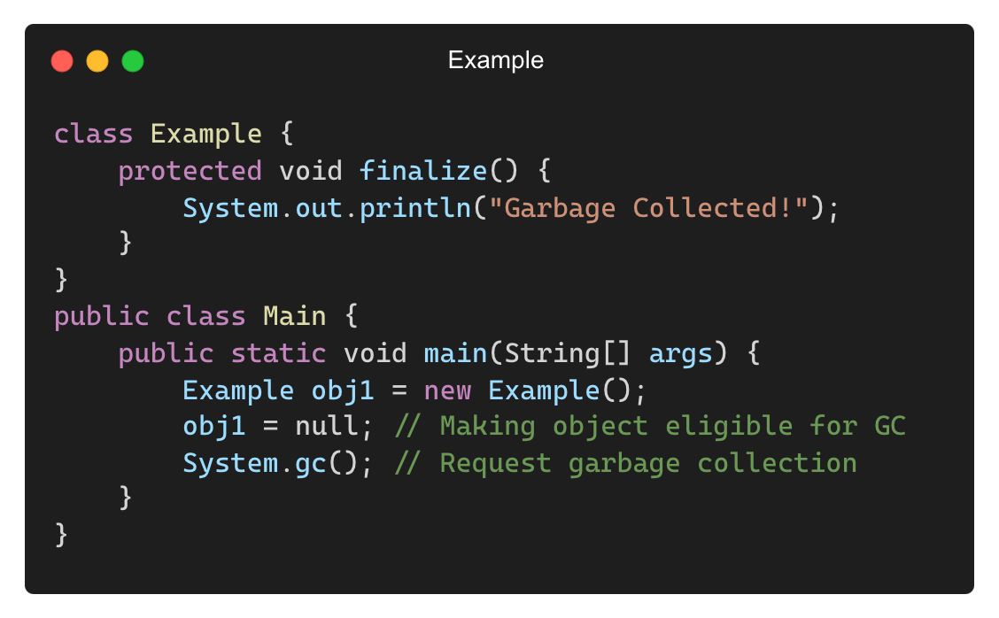 Example
class Example {
    protected void finalize() {
        System.out.println("Garbage Collected!");
    }
}
public class Main {
    public static void main(String[] args) {
        Example obj1 = new Example();
        obj1 = null; // Making object eligible for GC
        System.gc(); // Request garbage collection
    }
}